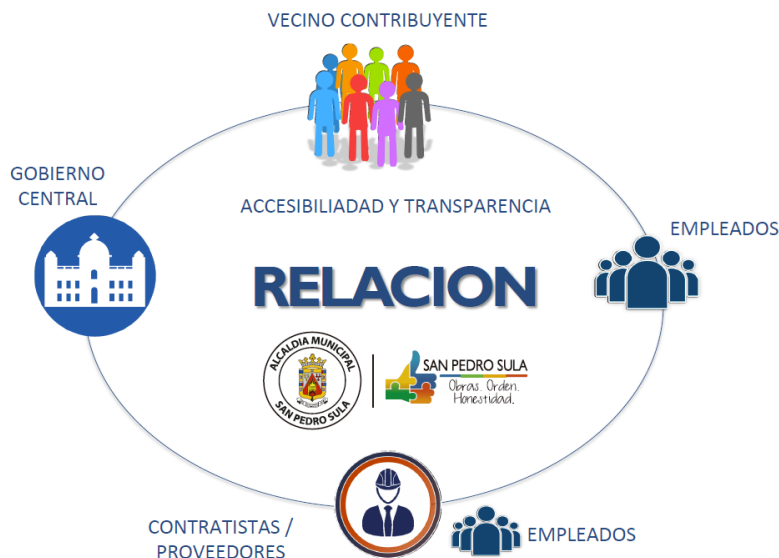 VECINO CONTRIBUYENTE
GOBIERNO
CENTRAL
ACCESIBILIADAD Y TRANSPARENCIA
EMPLEADOS
RELACION
ALCALDIA MUNICIPAL
SAN PEDRO SULA
SAN PEDRO SULA
Obras. Orden.
Honestidad.
CONTRATISTAS /
PROVEEDORES
EMPLEADOS